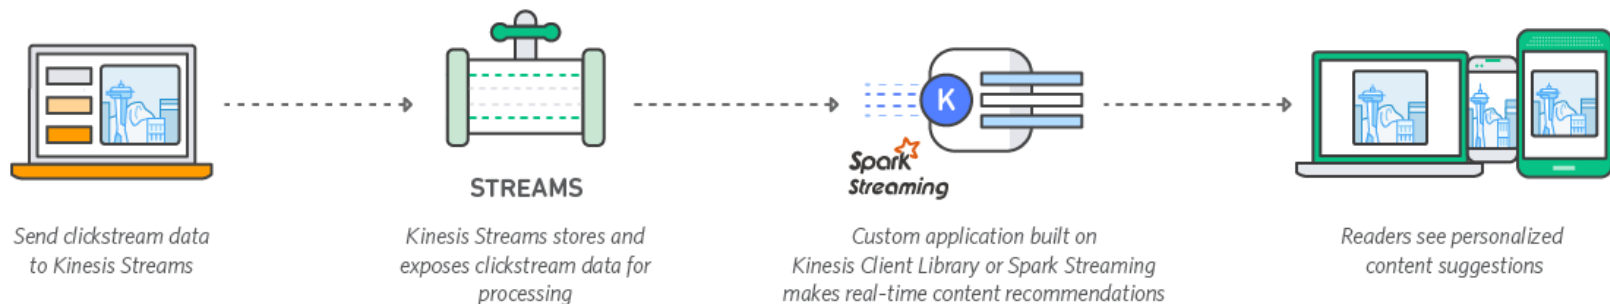 K
Spark
Streaming
STREAMS
Send clickstream data
to Kinesis Streams
Kinesis Streams stores and
exposes clickstream data for
processing
Custom application built on
Kinesis Client Library or Spark Streaming
makes real-time content recommendations
Readers see personalized
content suggestions